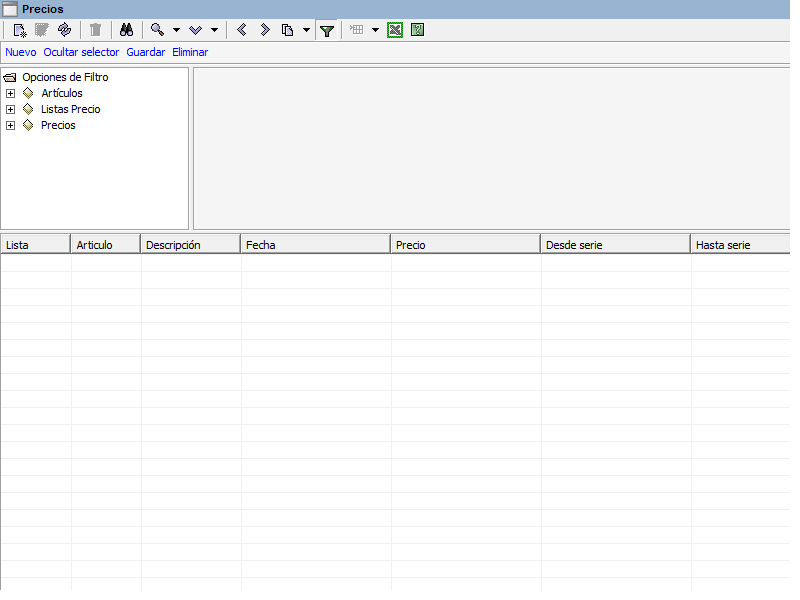 Precios
Nuevo Ocultar selector Guardar Eliminar
Opciones de Filtro
Artículos
Listas Precio
Precios
Lista Articulo Descripción Fecha Precio Desde serie Hasta serie